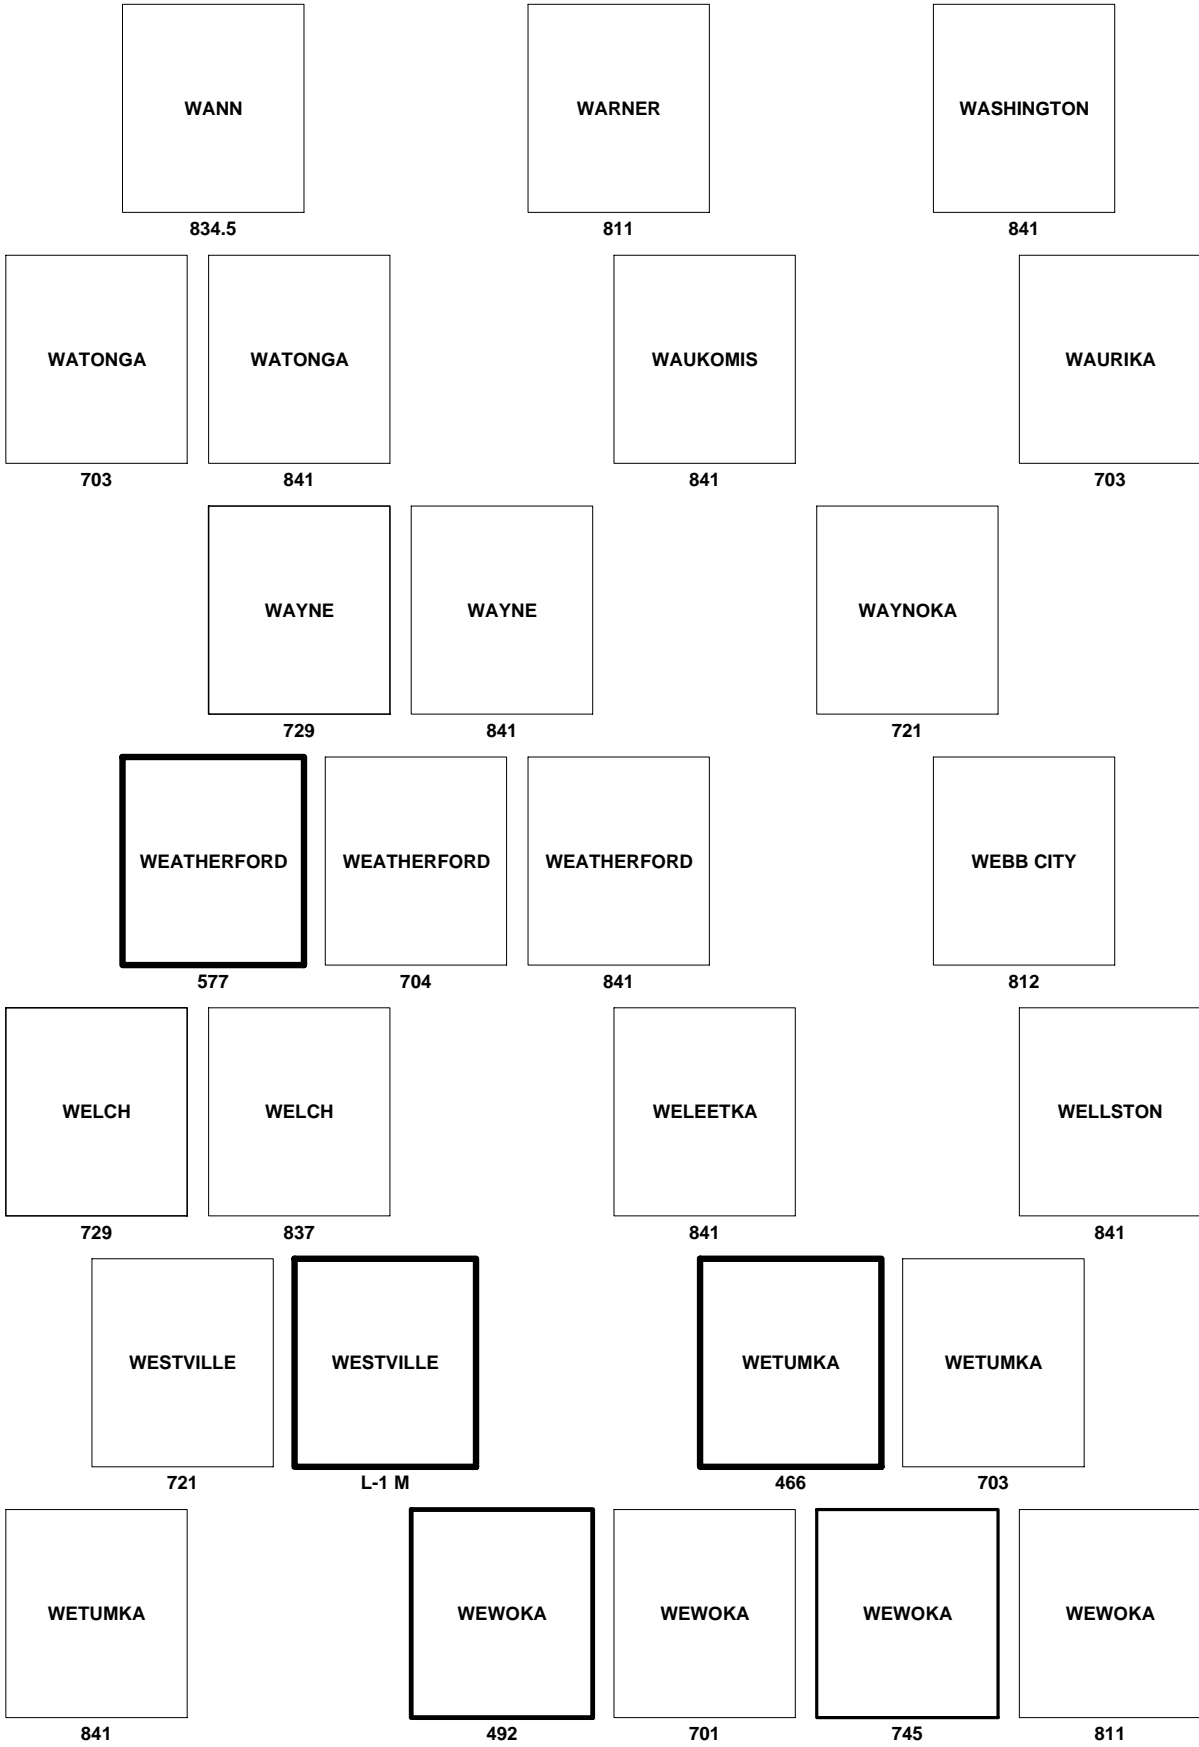 WANN WARNER WASHINGTON
834.5 811 841
WATONGA WATONGA WAUKOMIS WAURIKA
703 841 841 703
WAYNE WAYNE WAYNOKA
729 841 721
WEATHERFORD WEATHERFORD WEATHERFORD WEBB CITY
577 704 841 812
WELCH WELCH WELEETKA WELLSTON
729 837 841 841
WESTVILLE WESTVILLE WETUMKA WETUMKA
721 L-1 M 466 703
WETUMKA WEWOKA WEWOKA WEWOKA WEWOKA
841 492 701 745 811